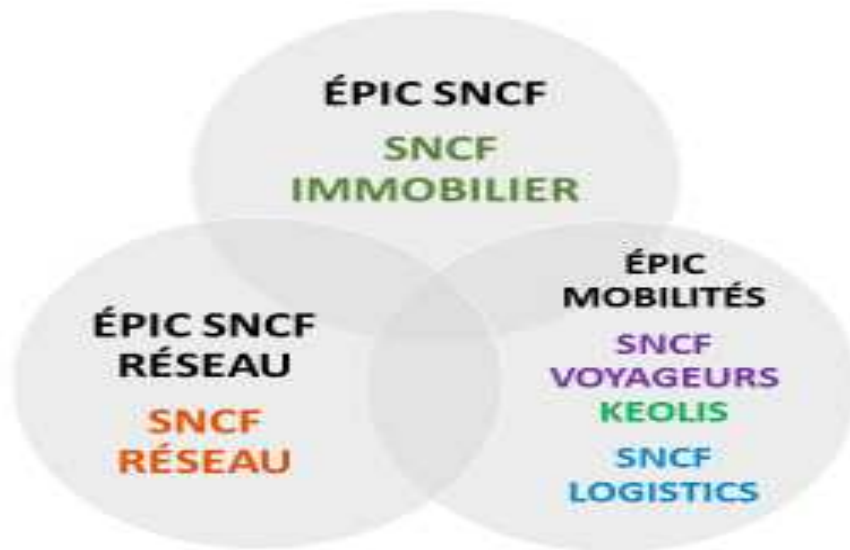 ÉPIC SNCF
SNCF
IMMOBILIER
ÉPIC SNCF
RÉSEAU
SNCF
RÉSEAU
ÉPIC
MOBILITÉS
SNCF
VOYAGEURS
KEOLIS
SNCF
LOGISTICS